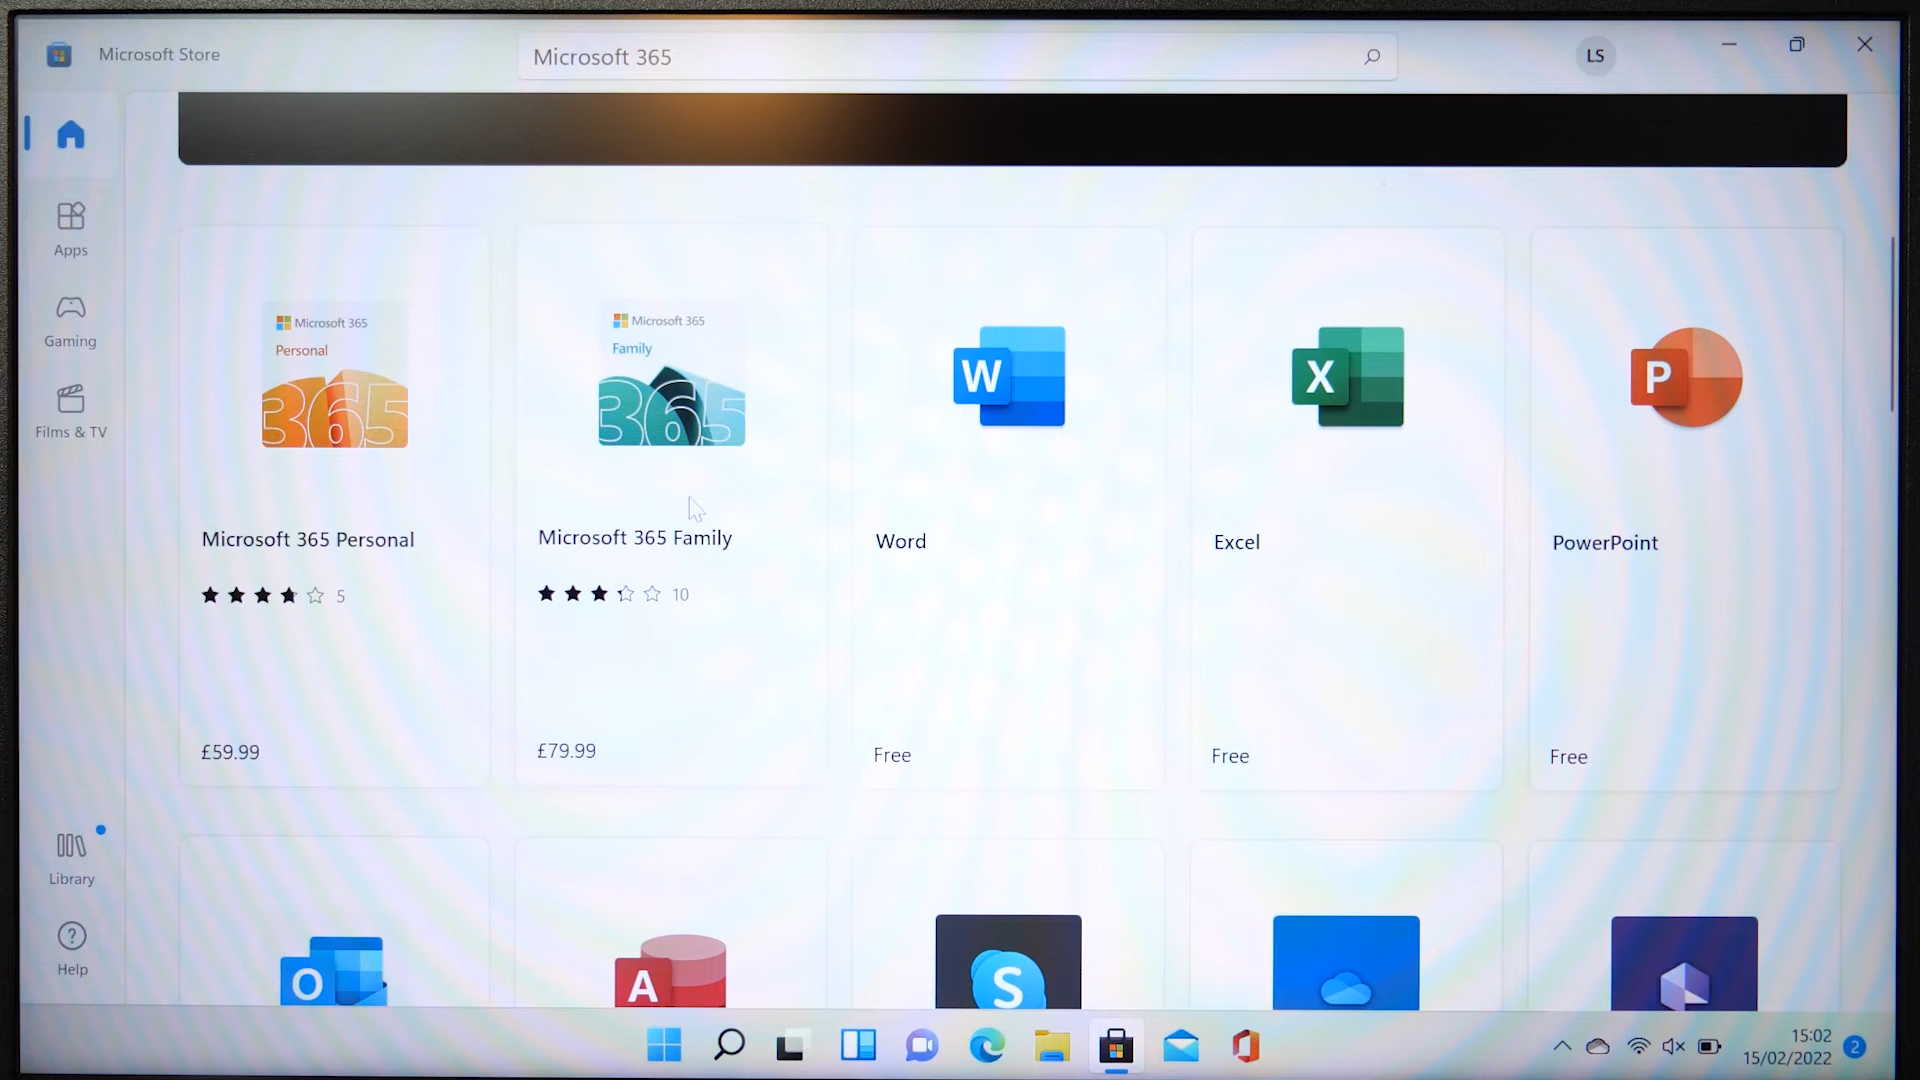 Microsoft Store
Microsoft 365
LS
Apps
Gaming
Films & TV
Library
Help
Microsoft 365
Personal
365
Microsoft 365 Personal
5
£59.99
Microsoft 365
Family
365
Microsoft 365 Family
10
£79.99
W
Word
Free
X
Excel
Free
P
PowerPoint
Free
O
A
S
15:02
15/02/2022
2